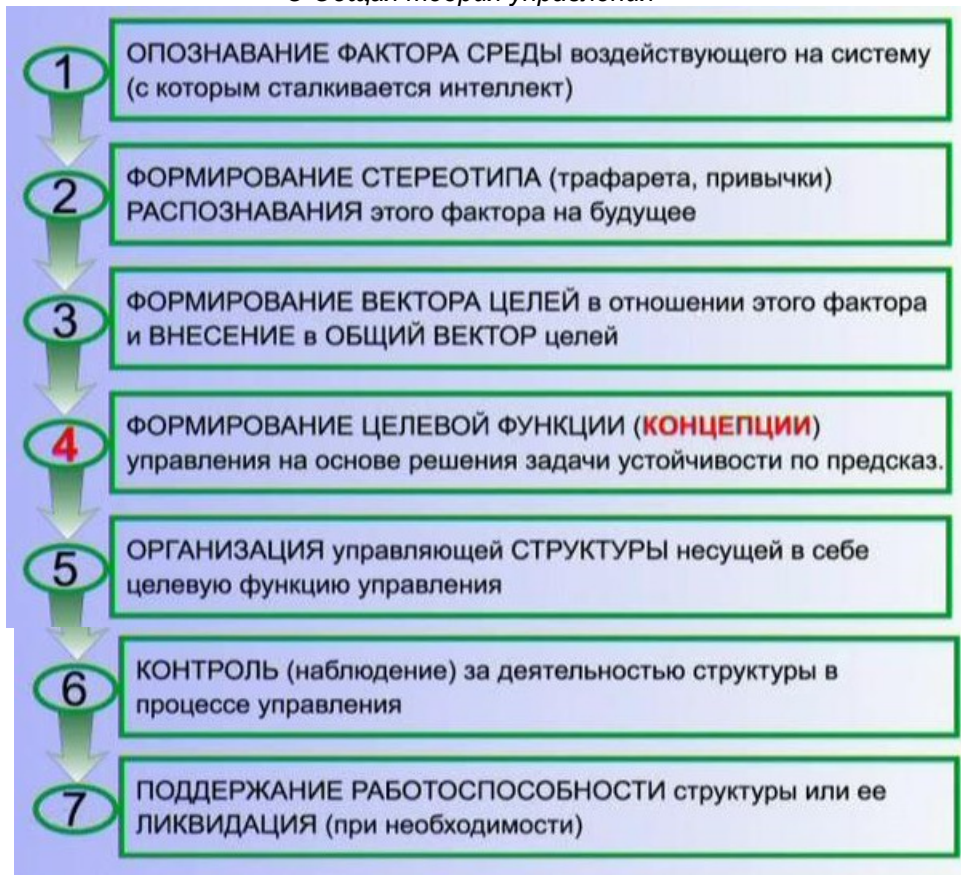 Общая теория управления
1
ОПОЗНАВАНИЕ ФАКТОРА СРЕДЫ воздействующего на систему
(с которым сталкивается интеллект)
2
ФОРМИРОВАНИЕ СТЕРЕОТИПА (трафарета, привычки)
РАСПОЗНАВАНИЯ этого фактора на будущее
3
ФОРМИРОВАНИЕ ВЕКТОРА ЦЕЛЕЙ в отношении этого фактора
и ВНЕСЕНИЕ в ОБЩИЙ ВЕКТОР целей
4
ФОРМИРОВАНИЕ ЦЕЛЕВОЙ ФУНКЦИИ (КОНЦЕПЦИИ)
управления на основе решения задачи устойчивости по предсказ.
5
ОРГАНИЗАЦИЯ управляющей СТРУКТУРЫ несущей в себе
целевую функцию управления
6
КОНТРОЛЬ (наблюдение) за деятельностью структуры в
процессе управления
7
ПОДДЕРЖАНИЕ РАБОТОСПОСОБНОСТИ структуры или ее
ЛИКВИДАЦИЯ (при необходимости)